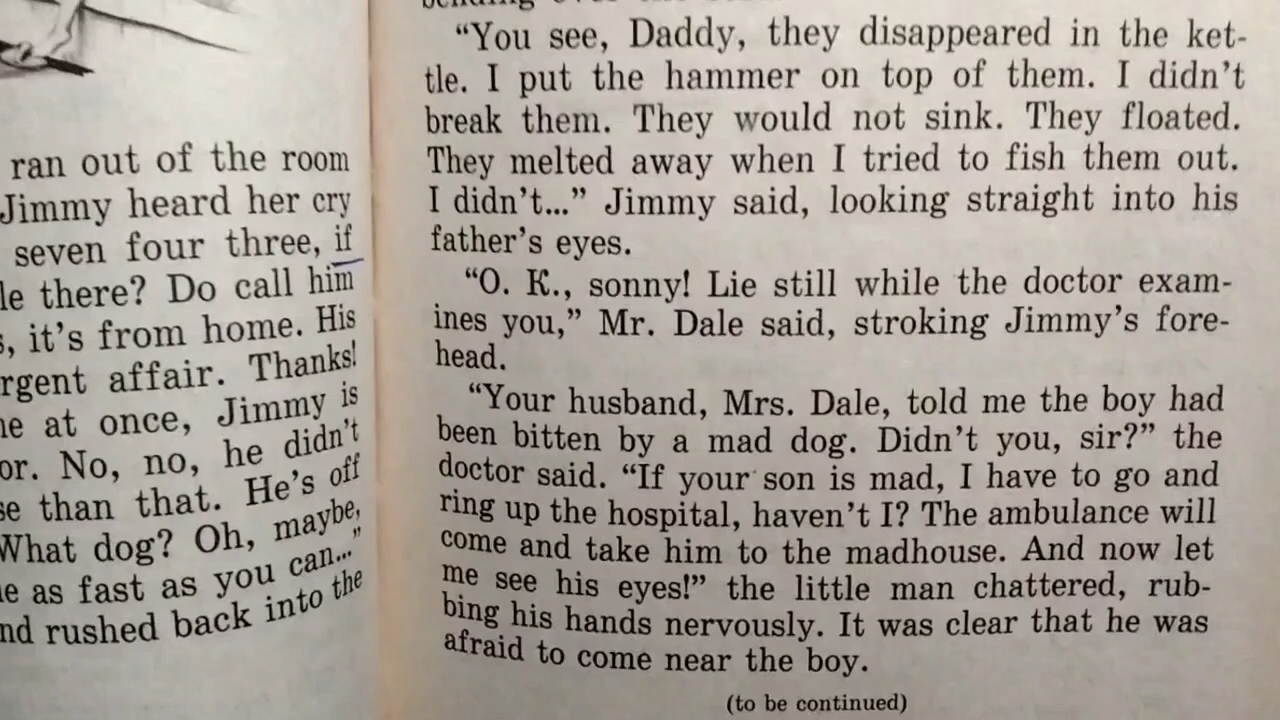 ran out of the room
Jimmy heard her cry
seven four three, if
there? Do call him
it's from home. His
affair. Thanks!
at once, Jimmy is
No, no, he didn't
than that. He's off
What dog? Oh, maybe,
as fast as you can..."
rushed back into the
"You see, Daddy, they disappeared in the ket-
tle. I put the hammer on top of them. I didn't
break them. They would not sink. They floated.
They melted away when I tried to fish them out.
I didn't..." Jimmy said, looking straight into his
father's eyes.
"O. K., sonny! Lie still while the doctor exam-
ines you," Mr. Dale said, stroking Jimmy's fore-
head.
"Your husband, Mrs. Dale, told me the boy had
been bitten by a mad dog. Didn't you, sir?" the
doctor said. "If your son is mad, I have to go and
ring up the hospital, haven't I? The ambulance will
come and take him to the madhouse. And now let
me see his eyes!" the little man chattered, rub-
bing his hands nervously. It was clear that he was
afraid to come near the boy.
(to be continued)